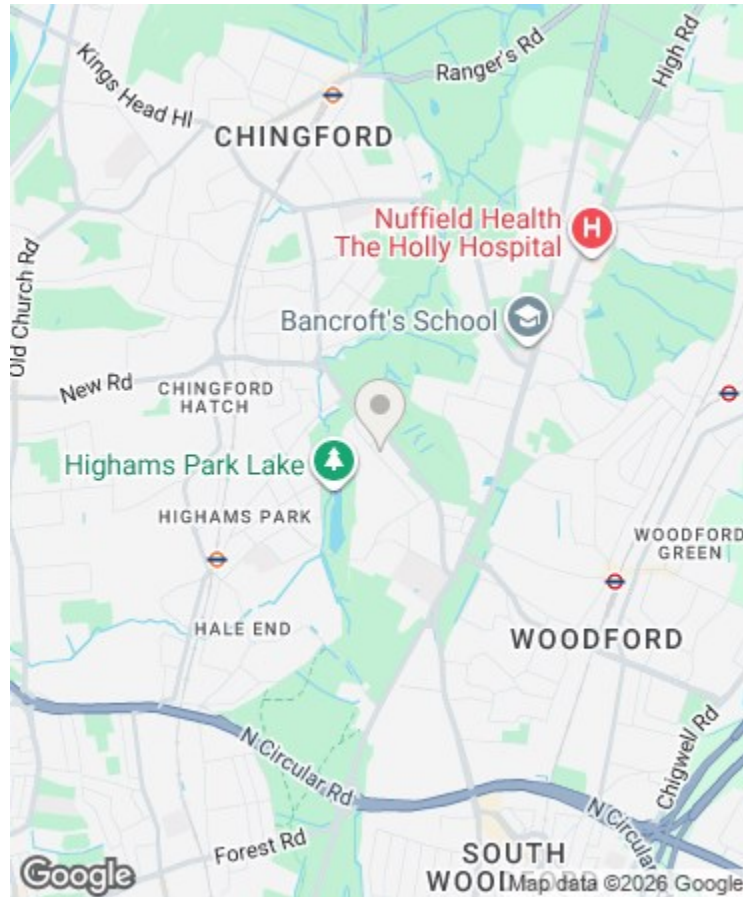 Ranger's Rd
High Rd
Kings Head Hl
CHINGFORD
Nuffield Health
The Holly Hospital
H
Old Church Rd
Bancroft's School
New Rd
CHINGFORD
HATCH
Highams Park Lake
HIGHAMS PARK
WOODFORD
GREEN
HALE END
WOODFORD
N Circular Rd
Chigwell Rd
N Circular
Forest Rd
SOUTH
WOODFORD
Google
Map data ©2026 Google